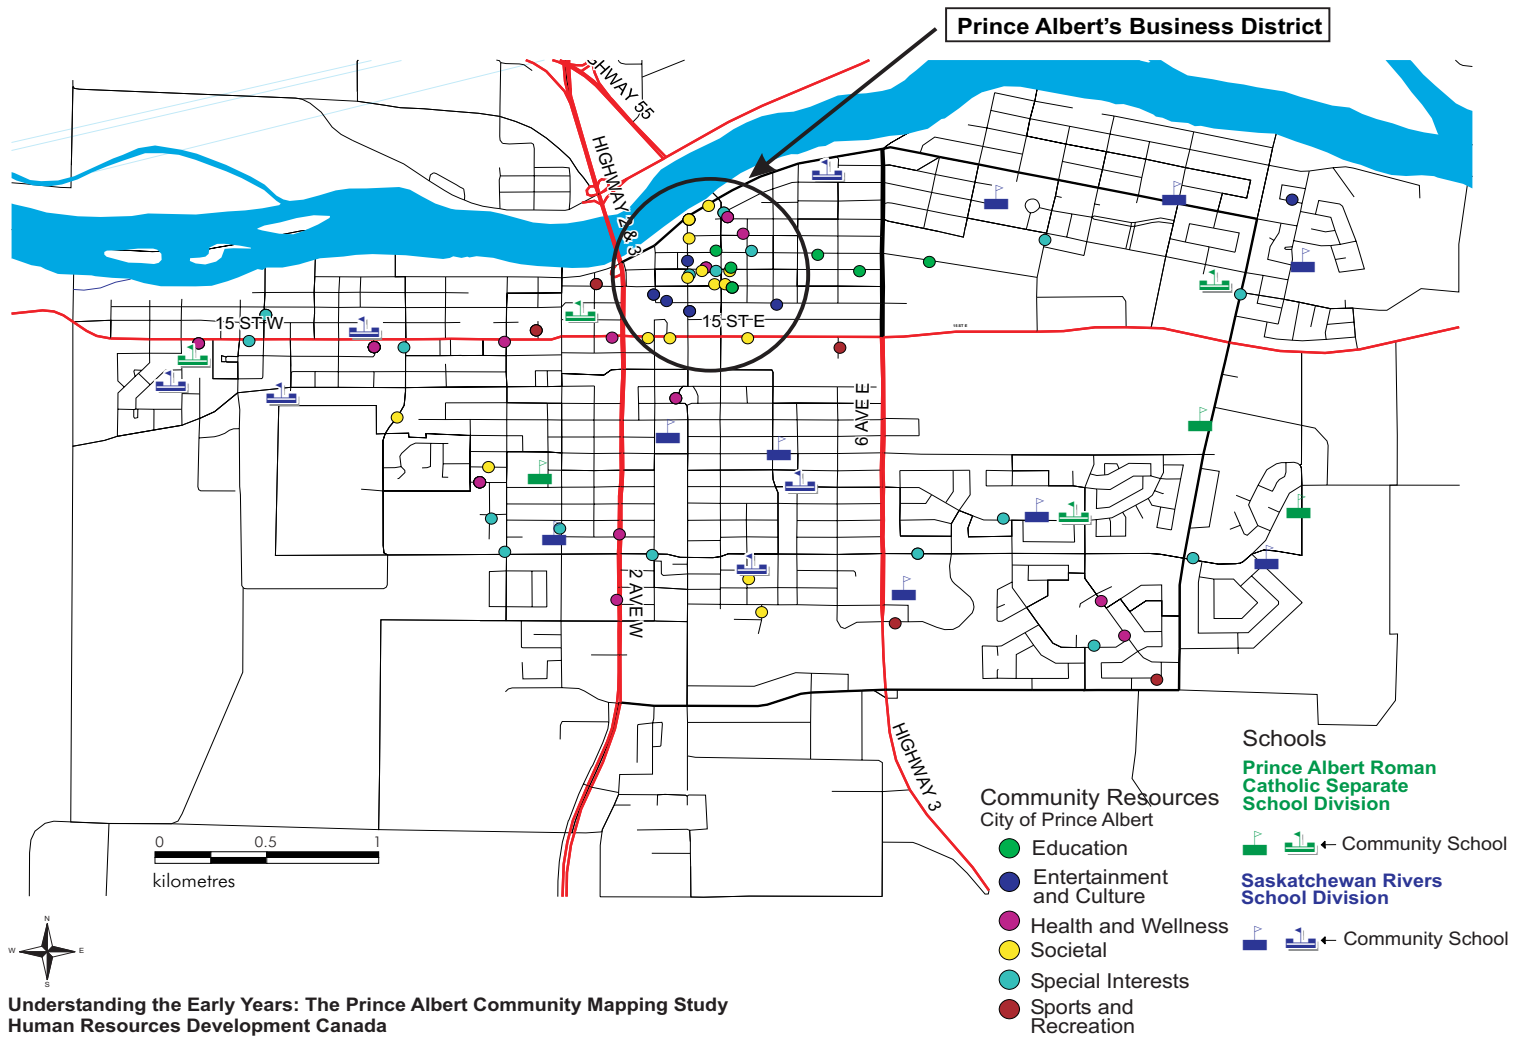 Prince Albert's Business District
HIGHWAY 2 & 3
15 ST W
15 ST E
6 AVE E
2 AVE W
HIGHWAY 3
0 0.5 1
kilometres
N
W E
S
Schools
Prince Albert Roman
Catholic Separate
School Division
Community School
Saskatchewan Rivers
School Division
Community School
Community Resources
City of Prince Albert
Education
Entertainment
and Culture
Health and Wellness
Societal
Special Interests
Sports and
Recreation
Understanding the Early Years: The Prince Albert Community Mapping Study
Human Resources Development Canada